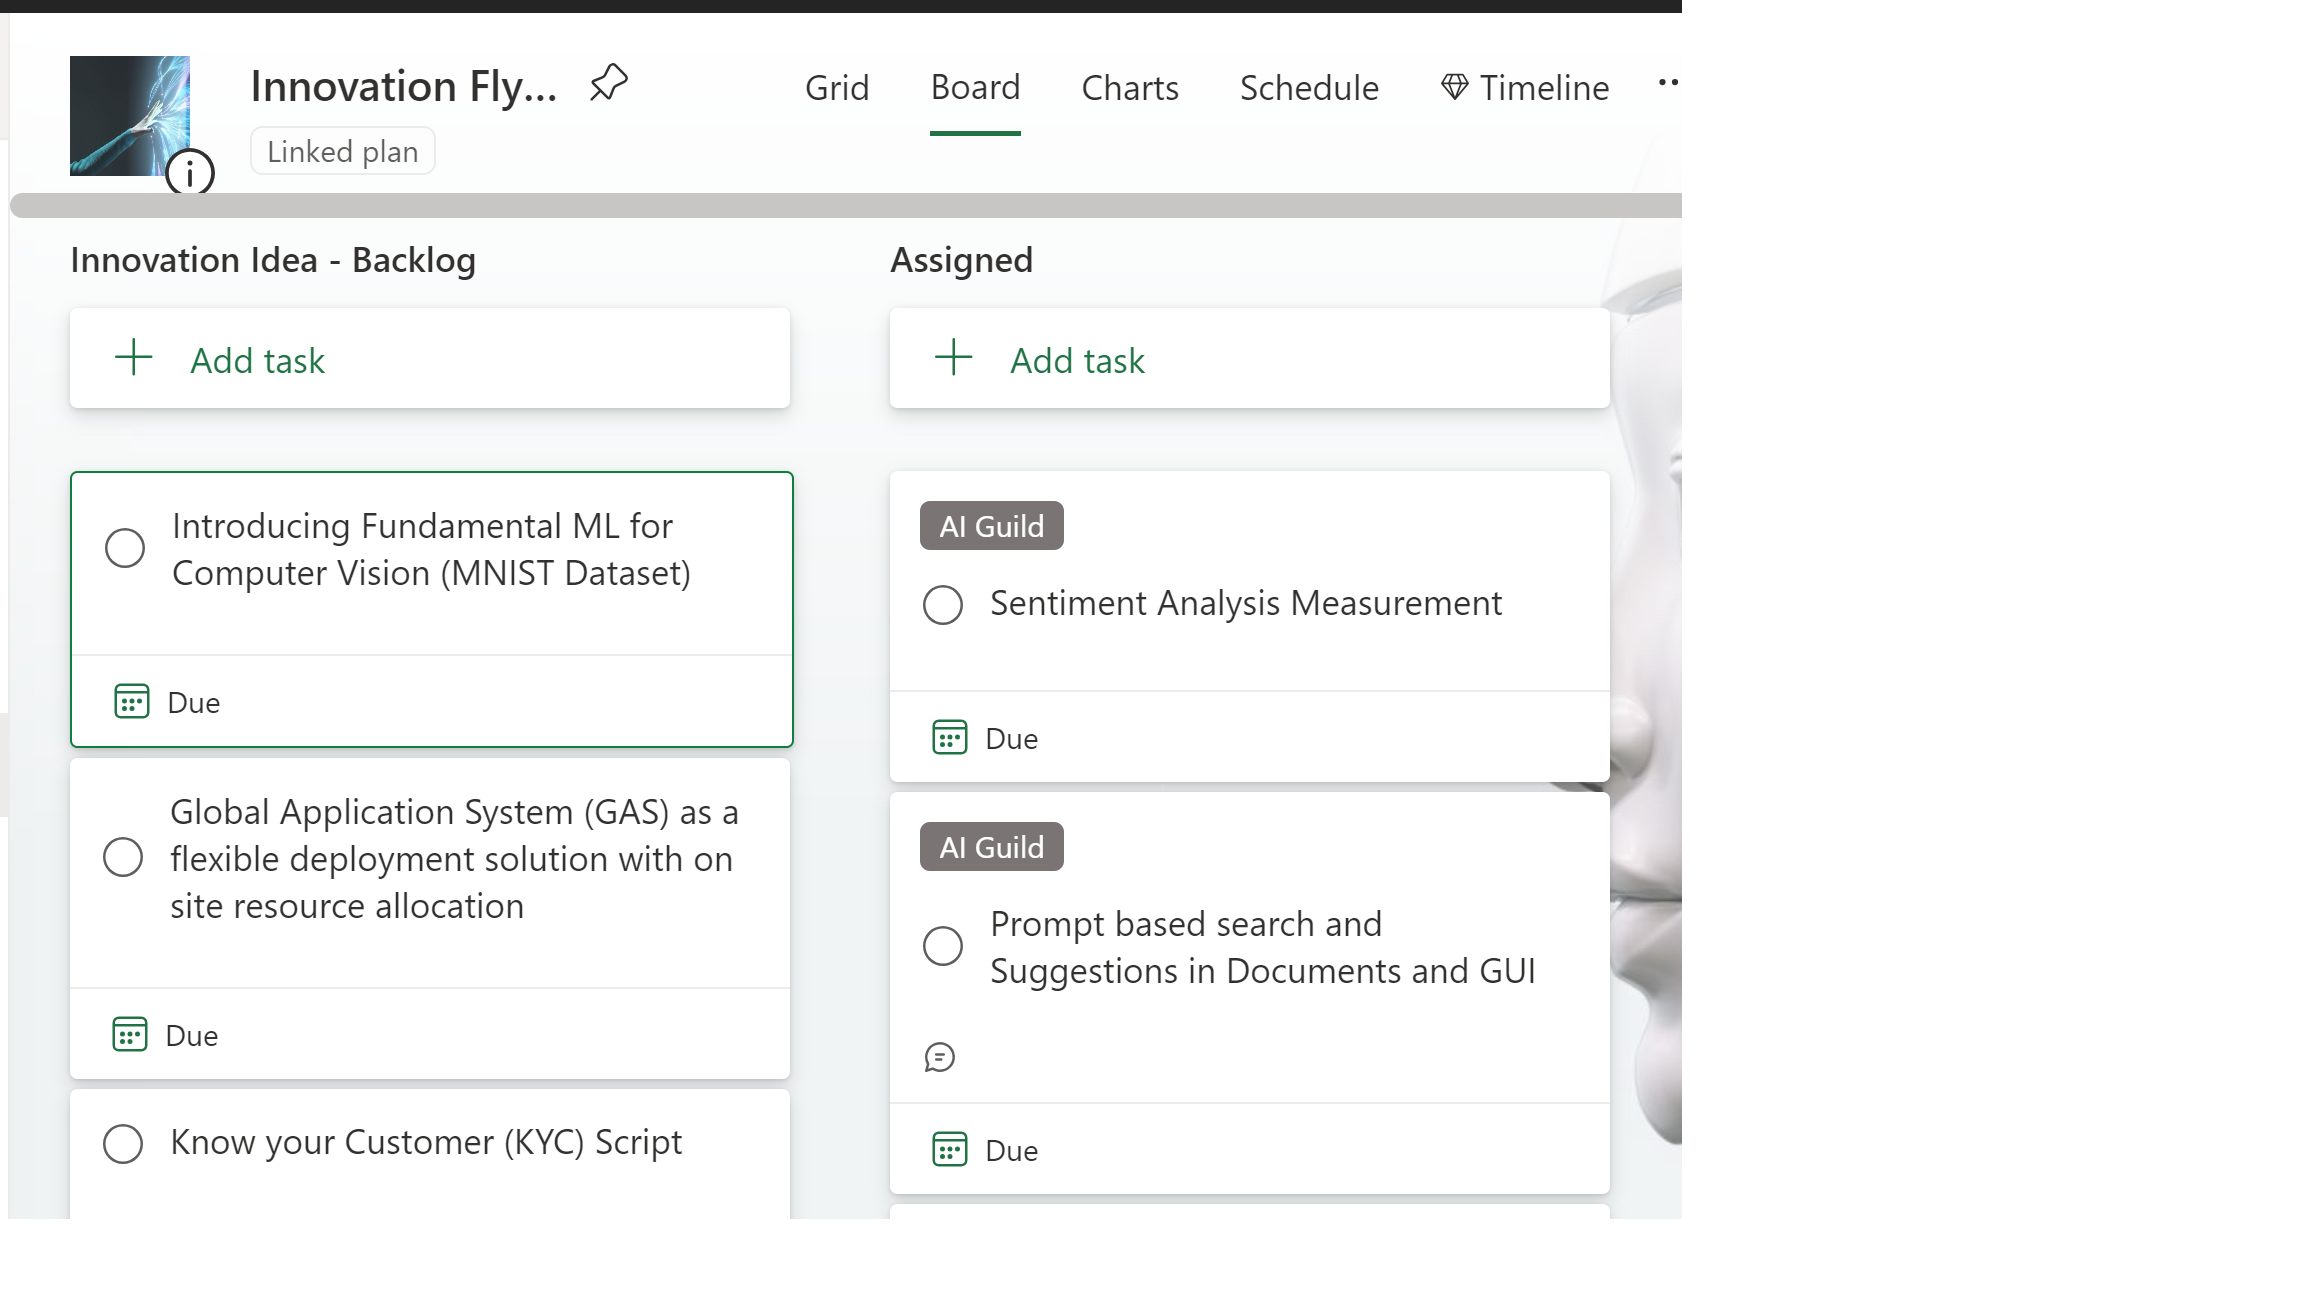 Innovation Fly...
Linked plan
Grid
Board
Charts
Schedule
Timeline
Innovation Idea - Backlog
Add task
Introducing Fundamental ML for
Computer Vision (MNIST Dataset)
Due
Global Application System (GAS) as a
flexible deployment solution with on
site resource allocation
Due
Know your Customer (KYC) Script
Assigned
Add task
AI Guild
Sentiment Analysis Measurement
Due
AI Guild
Prompt based search and
Suggestions in Documents and GUI
Due